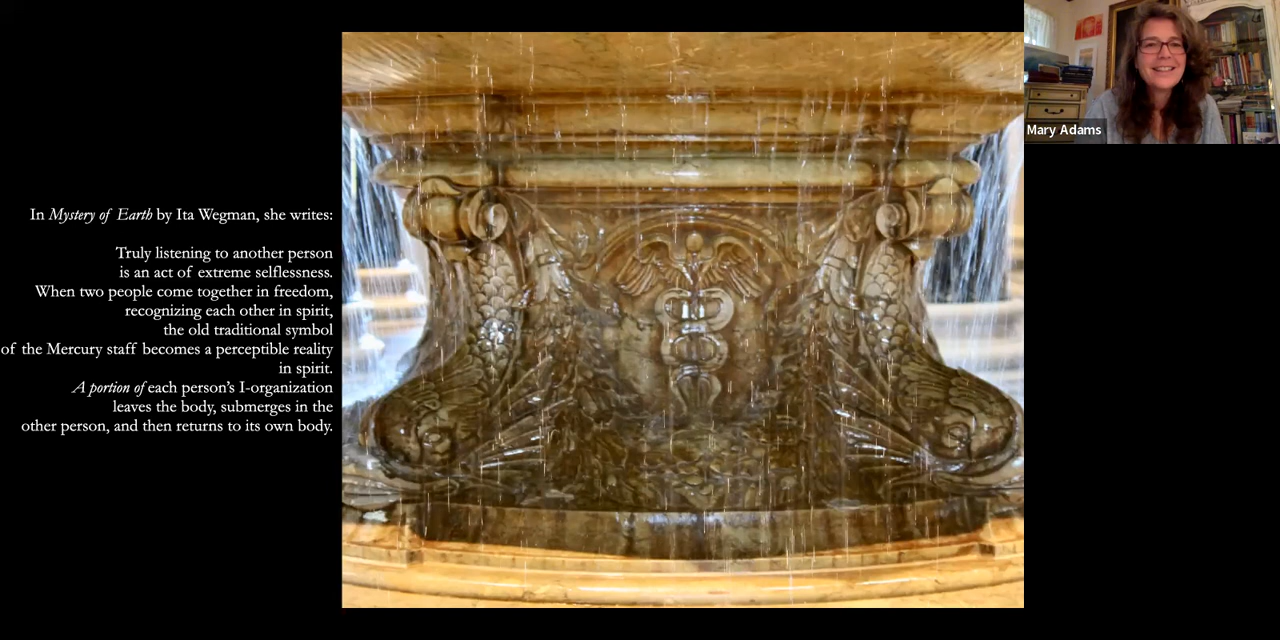 In Mystery of Earth by Ita Wegman, she writes:
Truly listening to another person
is an act of extreme selflessness.
When two people come together in freedom,
recognizing each other in spirit,
the old traditional symbol
of the Mercury staff becomes a perceptible reality
in spirit.
A portion of each person's I-organization
leaves the body, submerges in the
other person, and then returns to its own body.
Mary Adams